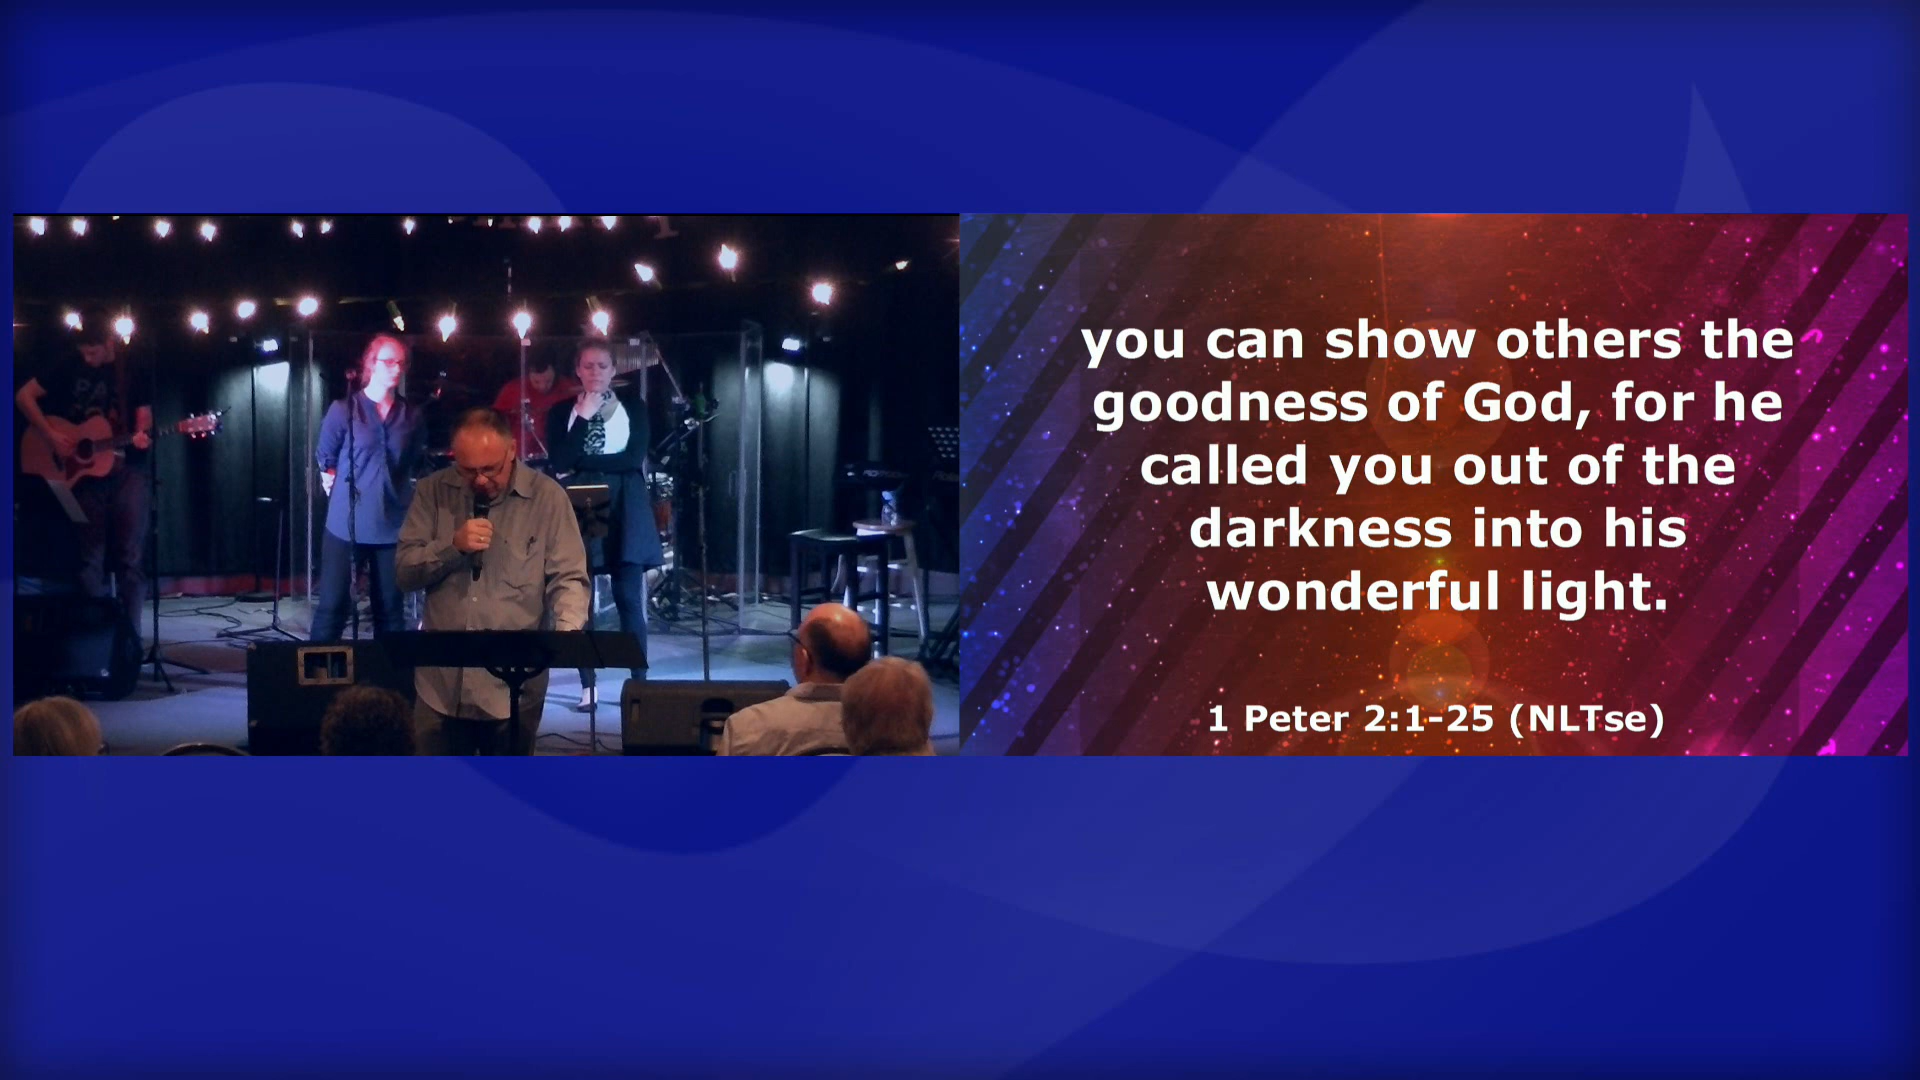 you can show others the
goodness of God, for he
called you out of the
darkness into his
wonderful light.
1 Peter 2:1-25 (NLTse)